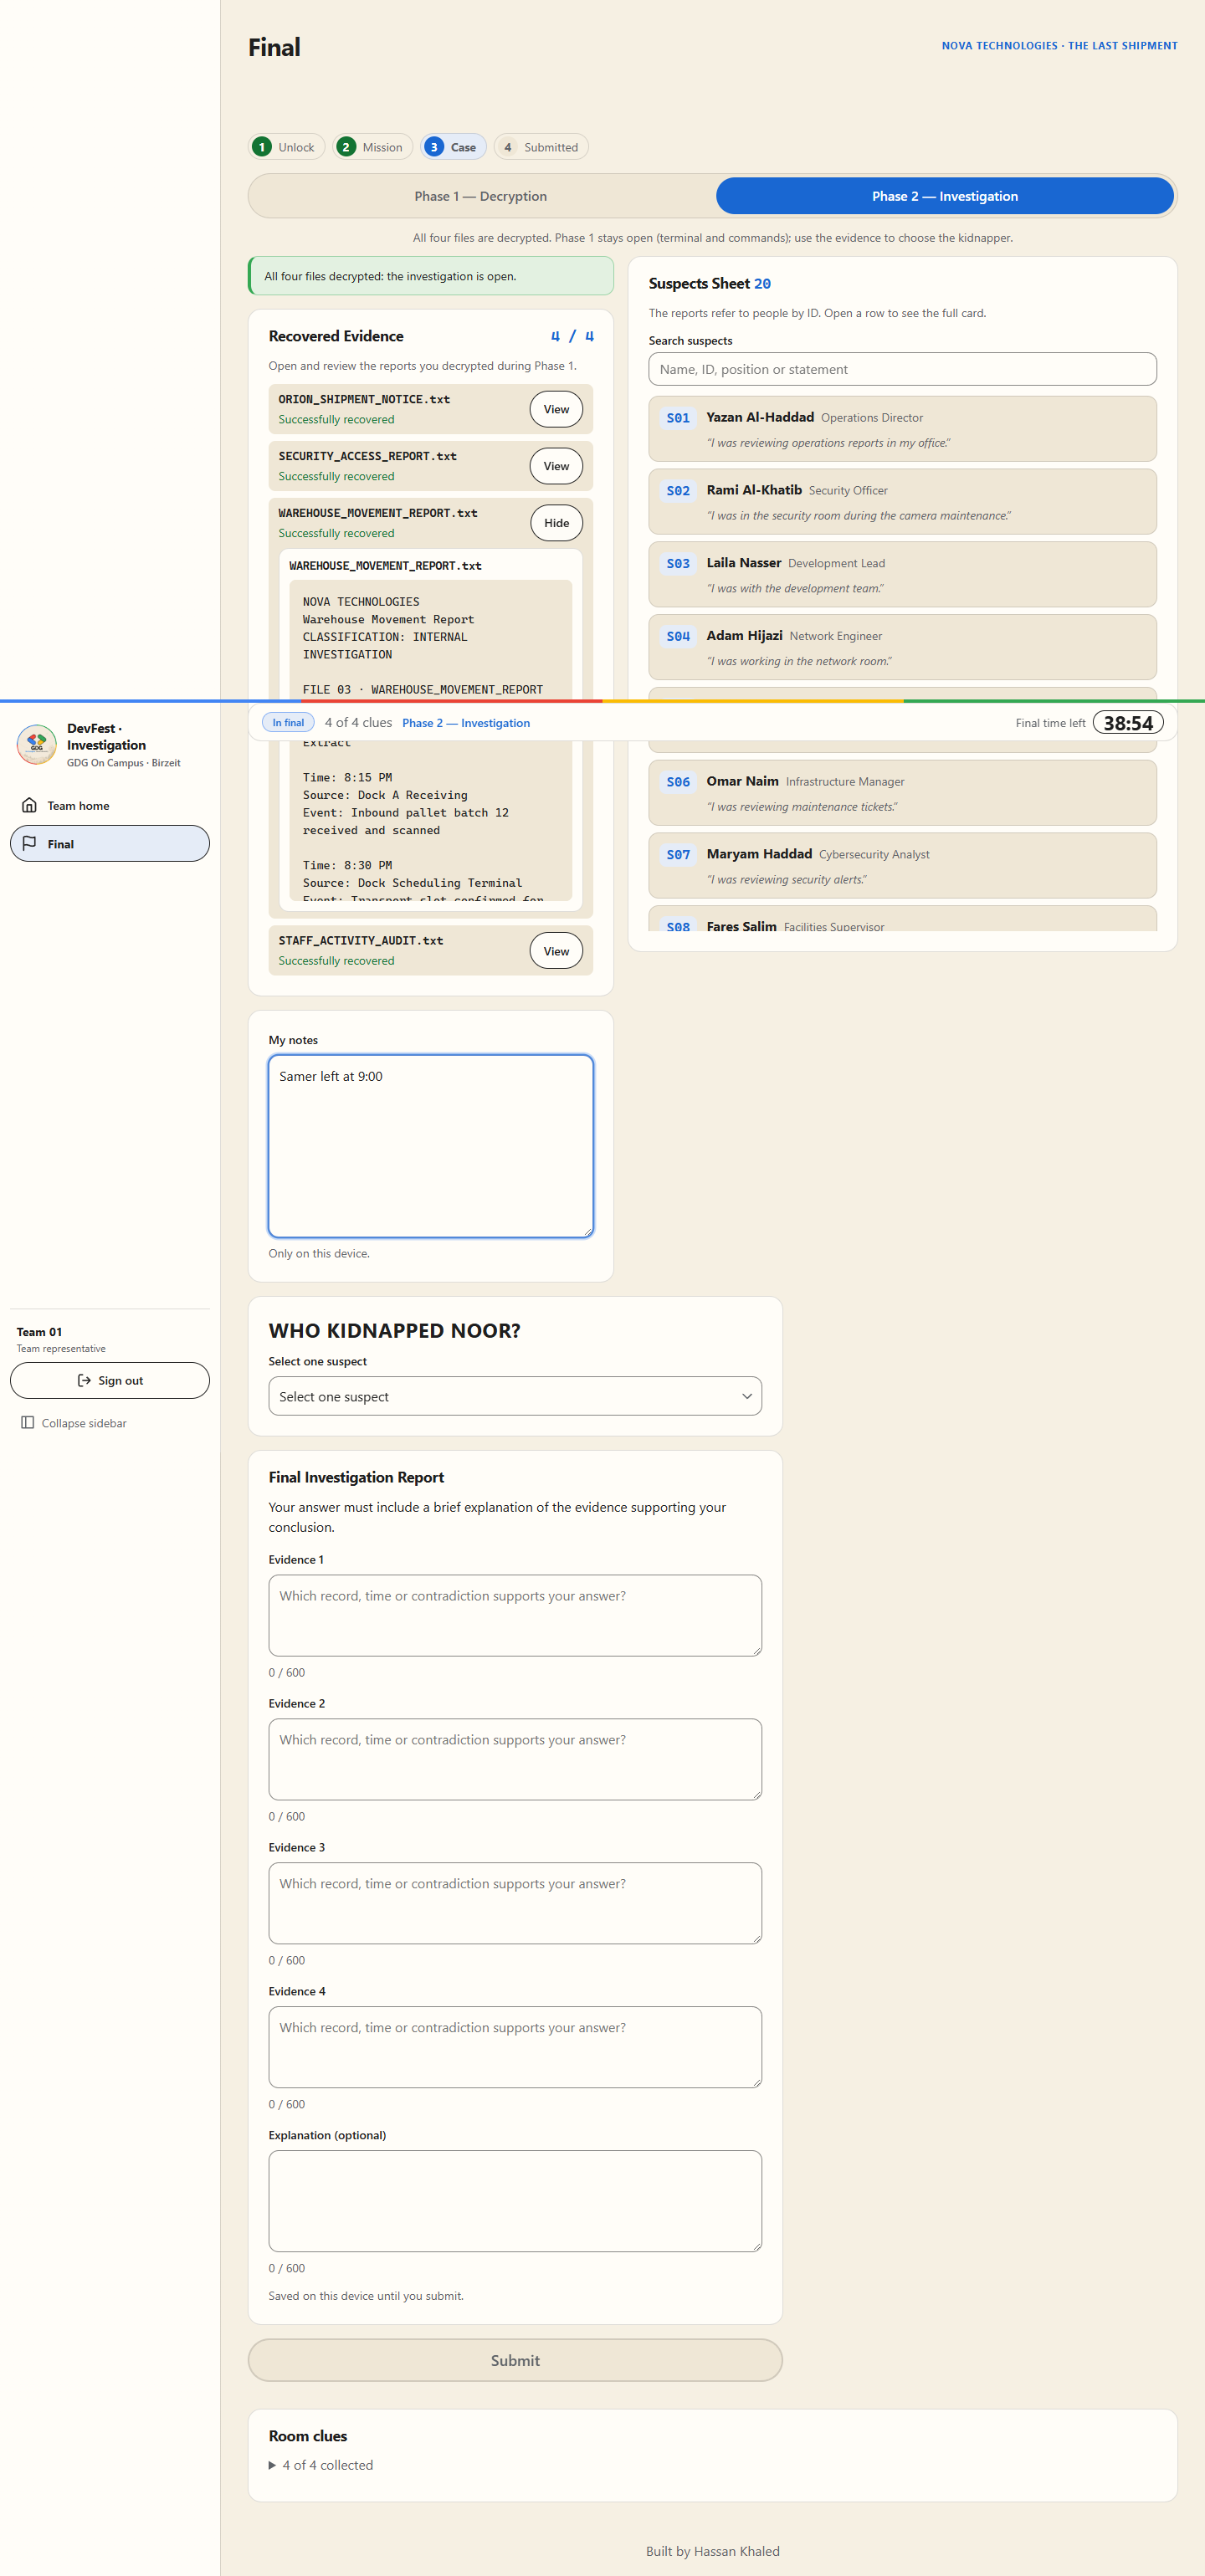 Final
NOVA TECHNOLOGIES · THE LAST SHIPMENT
1 Unlock
2 Mission
3 Case
4 Submitted
Phase 1 — Decryption
Phase 2 — Investigation
All four files are decrypted. Phase 1 stays open (terminal and commands); use the evidence to choose the kidnapper.
All four files decrypted: the investigation is open.
Recovered Evidence
4 / 4
Open and review the reports you decrypted during Phase 1.
ORION_SHIPMENT_NOTICE.txt
Successfully recovered
View
SECURITY_ACCESS_REPORT.txt
Successfully recovered
View
WAREHOUSE_MOVEMENT_REPORT.txt
Successfully recovered
Hide
WAREHOUSE_MOVEMENT_REPORT.txt
NOVA TECHNOLOGIES
Warehouse Movement Report
CLASSIFICATION: INTERNAL
INVESTIGATION
FILE 03 · WAREHOUSE_MOVEMENT_REPORT
Extract
Time: 8:15 PM
Source: Dock A Receiving
Event: Inbound pallet batch 12
received and scanned
Time: 8:30 PM
Source: Dock Scheduling Terminal
Event: Transport slot confirmed for
STAFF_ACTIVITY_AUDIT.txt
Successfully recovered
View
Suspects Sheet 20
The reports refer to people by ID. Open a row to see the full card.
Search suspects
Name, ID, position or statement
S01 Yazan Al-Haddad Operations Director
“I was reviewing operations reports in my office.”
S02 Rami Al-Khatib Security Officer
“I was in the security room during the camera maintenance.”
S03 Laila Nasser Development Lead
“I was with the development team.”
S04 Adam Hijazi Network Engineer
“I was working in the network room.”
S06 Omar Naim Infrastructure Manager
“I was reviewing maintenance tickets.”
S07 Maryam Haddad Cybersecurity Analyst
“I was reviewing security alerts.”
S08 Fares Salim Facilities Supervisor
In final
4 of 4 clues
Phase 2 — Investigation
Final time left
38:54
DevFest ·
Investigation
GDG On Campus · Birzeit
GDG
Team home
Final
Team 01
Team representative
Sign out
Collapse sidebar
My notes
Samer left at 9:00
Only on this device.
WHO KIDNAPPED NOOR?
Select one suspect
Select one suspect
Final Investigation Report
Your answer must include a brief explanation of the evidence supporting your
conclusion.
Evidence 1
Which record, time or contradiction supports your answer?
0 / 600
Evidence 2
Which record, time or contradiction supports your answer?
0 / 600
Evidence 3
Which record, time or contradiction supports your answer?
0 / 600
Evidence 4
Which record, time or contradiction supports your answer?
0 / 600
Explanation (optional)
0 / 600
Saved on this device until you submit.
Submit
Room clues
4 of 4 collected
Built by Hassan Khaled